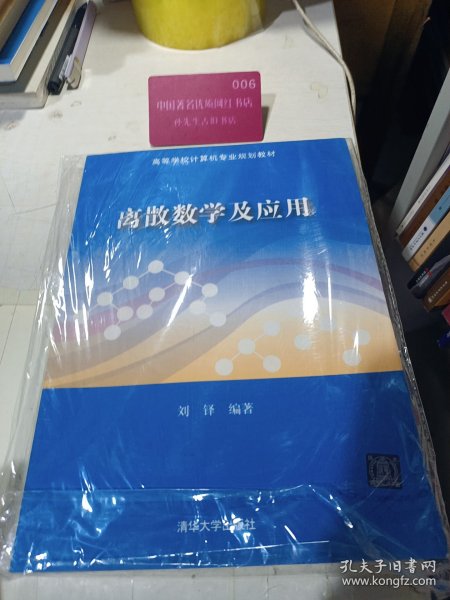 006
中国著名优质网红书店
孙先生古旧书店
高等学校计算机专业规划教材
离散数学及应用
刘铎 编著
清华大学出版社
孔夫子旧书网
www.kongfz.com